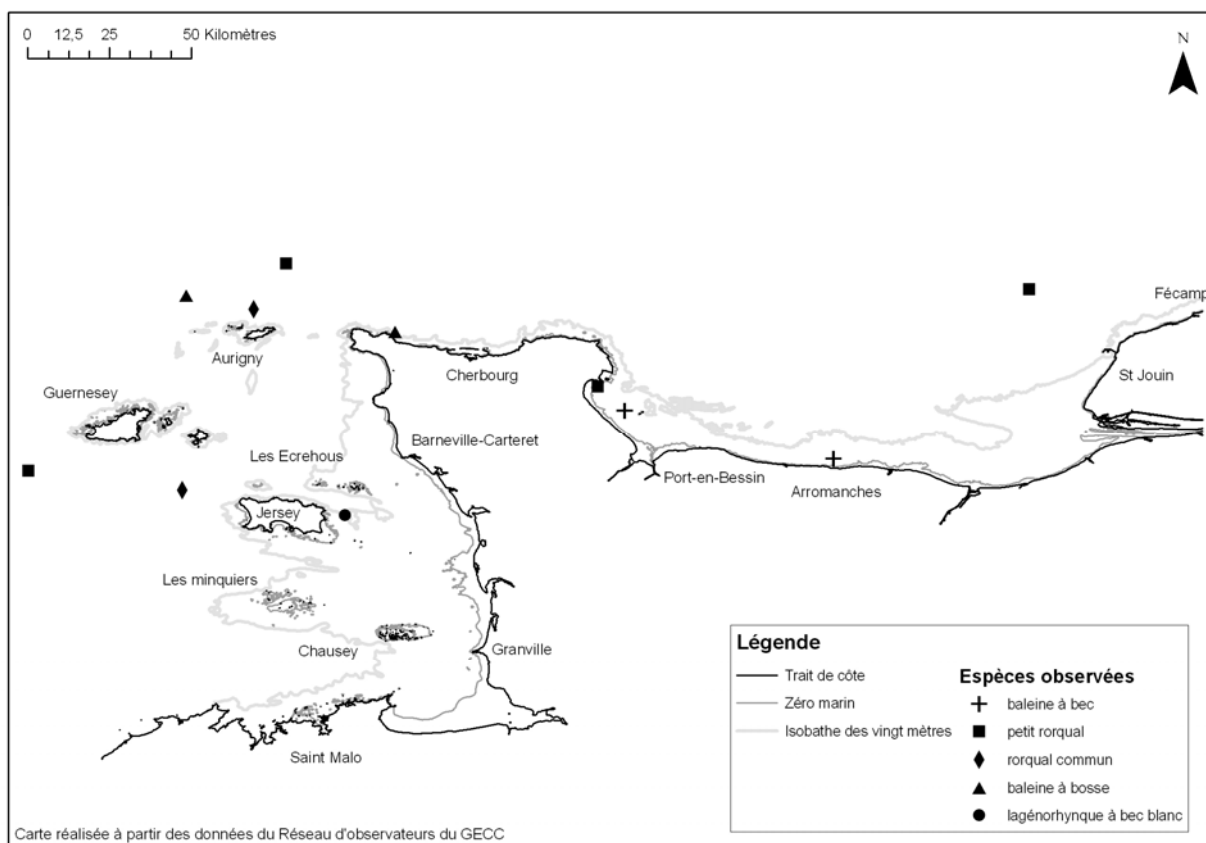 0 12,5 25 50 Kilomètres
N
Fécamp
Aurigny
Cherbourg
St Jouin
Guernesey
Barneville-Carteret
Les Ecrehous
Port-en-Bessin
Arromanches
Jersey
Les minquiers
Chausey
Granville
Saint Malo
Légende
Trait de côte
Zéro marin
Isobathe des vingt mètres
Espèces observées
baleine à bec
petit rorqual
rorqual commun
baleine à bosse
lagénorhynque à bec blanc
Carte réalisée à partir des données du Réseau d'observateurs du GECC